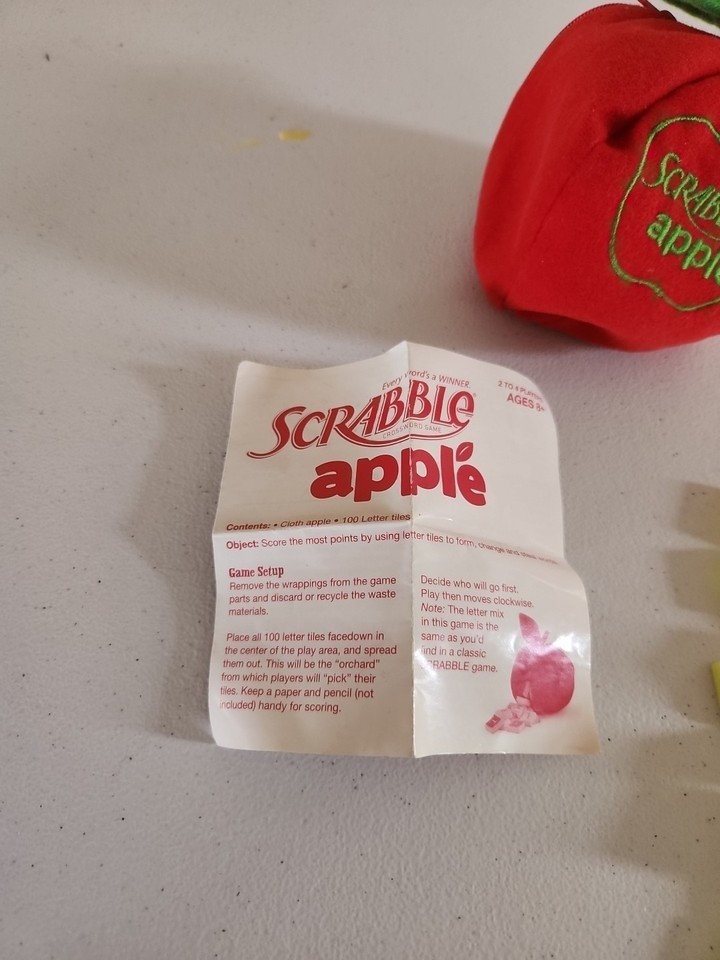 SCRABBLE
apple
Every word's a WINNER
2 TO 4 PLAYERS
AGES 8+
SCRABBLE
CROSSWORD GAME
apple
Contents: • Cloth apple • 100 Letter tiles
Object: Score the most points by using letter tiles to form, change and
Game Setup
Remove the wrappings from the game
parts and discard or recycle the waste
materials.
Place all 100 letter tiles facedown in
the center of the play area, and spread
them out. This will be the "orchard"
from which players will "pick" their
tiles. Keep a paper and pencil (not
included) handy for scoring.
Decide who will go first.
Play then moves clockwise.
Note: The letter mix
in this game is the
same as you'd
find in a classic
SCRABBLE game.